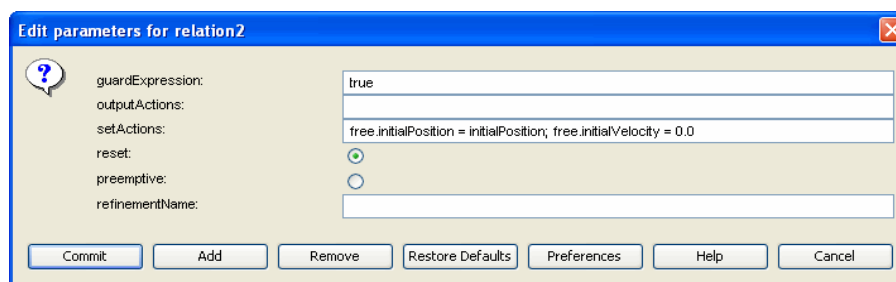 Edit parameters for relation2
?
guardExpression: true
outputActions:
setActions: free.initialPosition = initialPosition; free.initialVelocity = 0.0
reset:
preemptive:
refinementName:
Commit Add Remove Restore Defaults Preferences Help Cancel